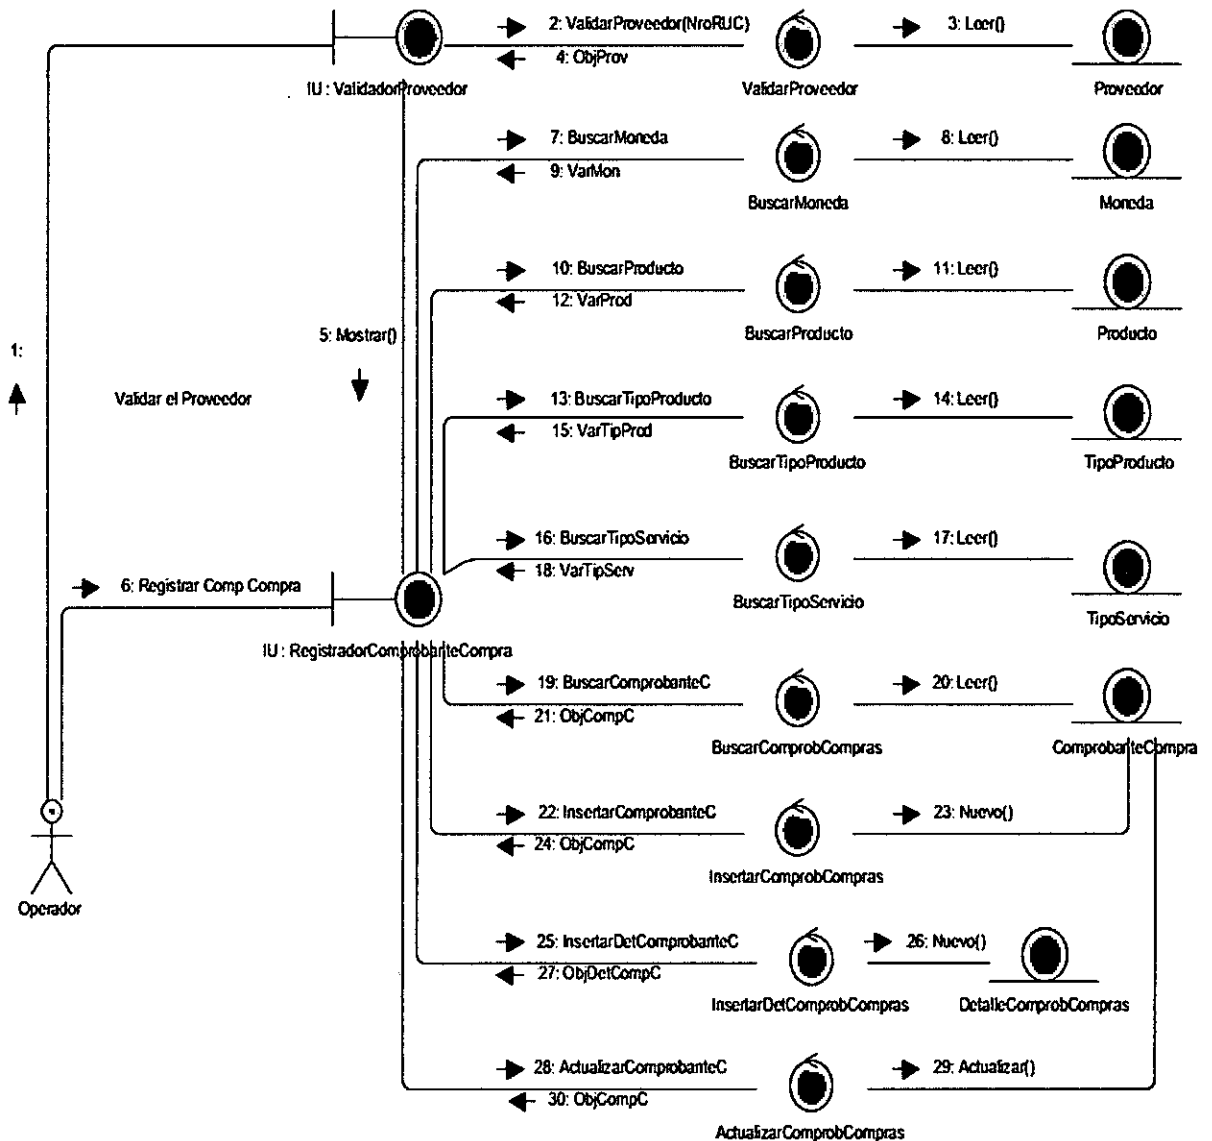 2: ValidarProveedor(NroRUC)
3: Leer()
4: ObjProv
IU : ValidadorProveedor
ValidarProveedor
Proveedor
7: BuscarMoneda
8: Leer()
9: VarMon
BuscarMoneda
Moneda
10: BuscarProducto
11: Leer()
12: VarProd
BuscarProducto
Producto
1:
5: Mostrar()
Validar el Proveedor
13: BuscarTipoProducto
14: Leer()
15: VarTipProd
BuscarTipoProducto
TipoProducto
16: BuscarTipoServicio
17: Leer()
18: VarTipServ
BuscarTipoServicio
TipoServicio
6: Registrar Comp Compra
IU : RegistradorComprobanteCompra
19: BuscarComprobanteC
20: Leer()
21: ObjCompC
BuscarComprobCompras
ComprobanteCompra
22: InsertarComprobanteC
23: Nuevo()
24: ObjCompC
InsertarComprobCompras
Operador
25: InsertarDetComprobanteC
26: Nuevo()
27: ObjDetCompC
InsertarDetComprobCompras
DetalleComprobCompras
28: ActualizarComprobanteC
29: Actualizar()
30: ObjCompC
ActualizarComprobCompras